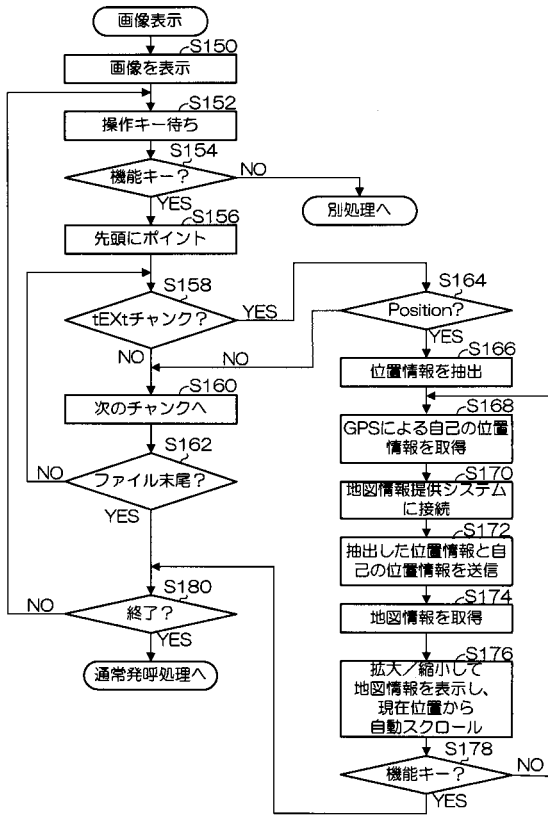 画像表示
S150
画像を表示
S152
操作キー待ち
S154
機能キー?
NO
YES
別処理へ
S156
先頭にポイント
S158
tEXtチャンク?
YES
NO
S160
次のチャンクへ
S162
ファイル末尾?
NO
YES
S164
Position?
NO
YES
S166
位置情報を抽出
S168
GPSによる自己の位置
情報を取得
S170
地図情報提供システム
に接続
S172
抽出した位置情報と自
己の位置情報を送信
S174
地図情報を取得
S176
拡大/縮小して
地図情報を表示し、
現在位置から
自動スクロール
S178
機能キー?
NO
YES
S180
終了?
NO
YES
通常発呼処理へ